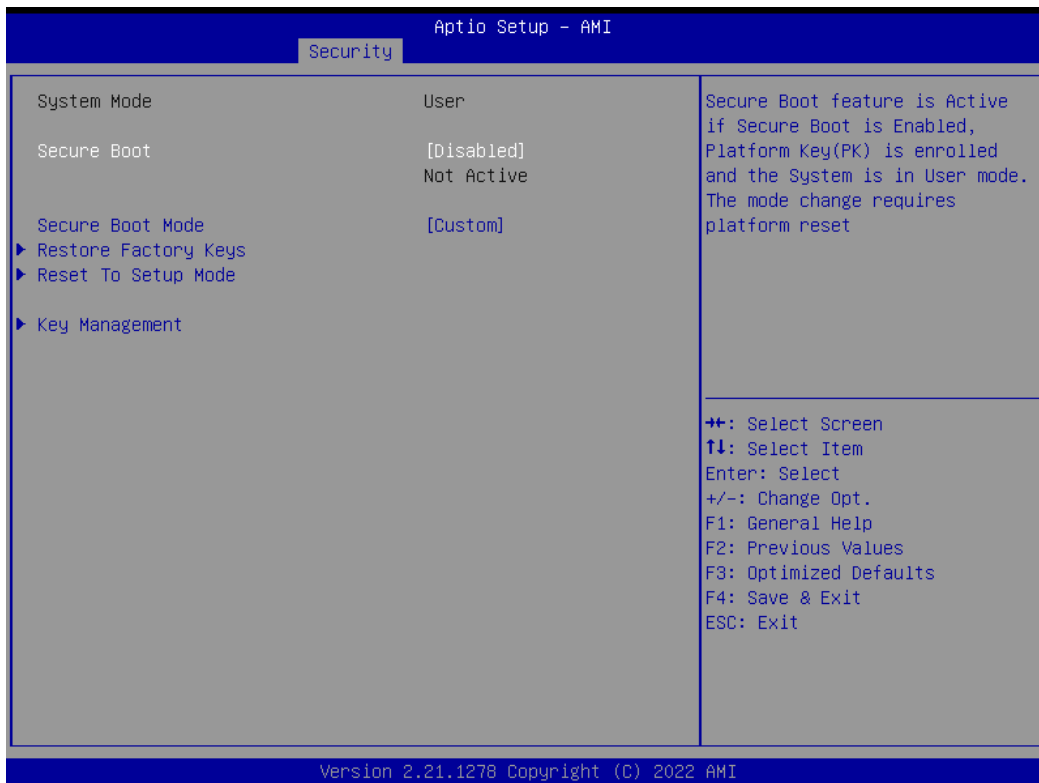 Aptio Setup – AMI
Security
System Mode User
Secure Boot [Disabled]
Not Active
Secure Boot Mode [Custom]
▶ Restore Factory Keys
▶ Reset To Setup Mode
▶ Key Management
Secure Boot feature is Active
if Secure Boot is Enabled,
Platform Key(PK) is enrolled
and the System is in User mode.
The mode change requires
platform reset
→←: Select Screen
↑↓: Select Item
Enter: Select
+/-: Change Opt.
F1: General Help
F2: Previous Values
F3: Optimized Defaults
F4: Save & Exit
ESC: Exit
Version 2.21.1278 Copyright (C) 2022 AMI